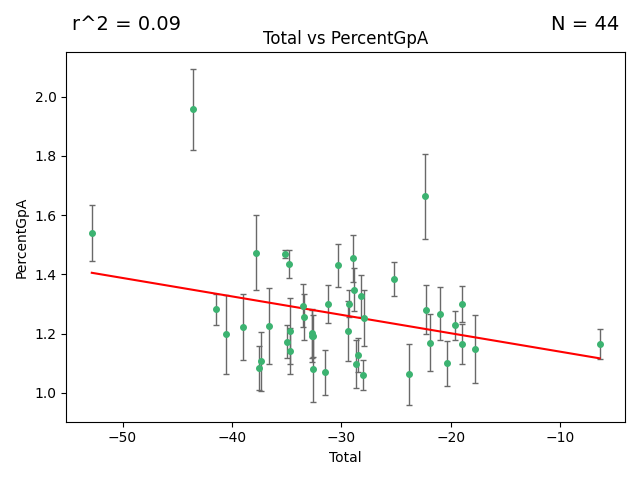 r^2 = 0.09
N = 44
Total vs PercentGpA
PercentGpA
2.0
1.8
1.6
1.4
1.2
1.0
−50
−40
−30
−20
−10
Total